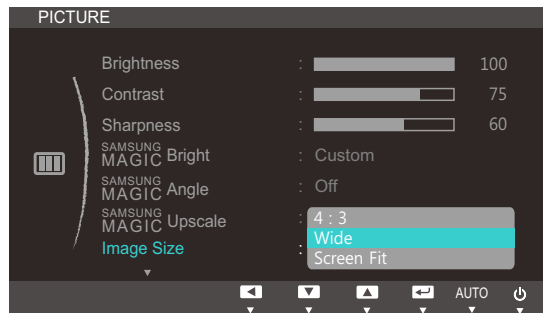 PICTURE
Brightness : 100
Contrast : 75
Sharpness : 60
SAMSUNG MAGIC Bright : Custom
SAMSUNG MAGIC Angle : Off
SAMSUNG MAGIC Upscale :
4 : 3
Image Size : Wide
Screen Fit
AUTO